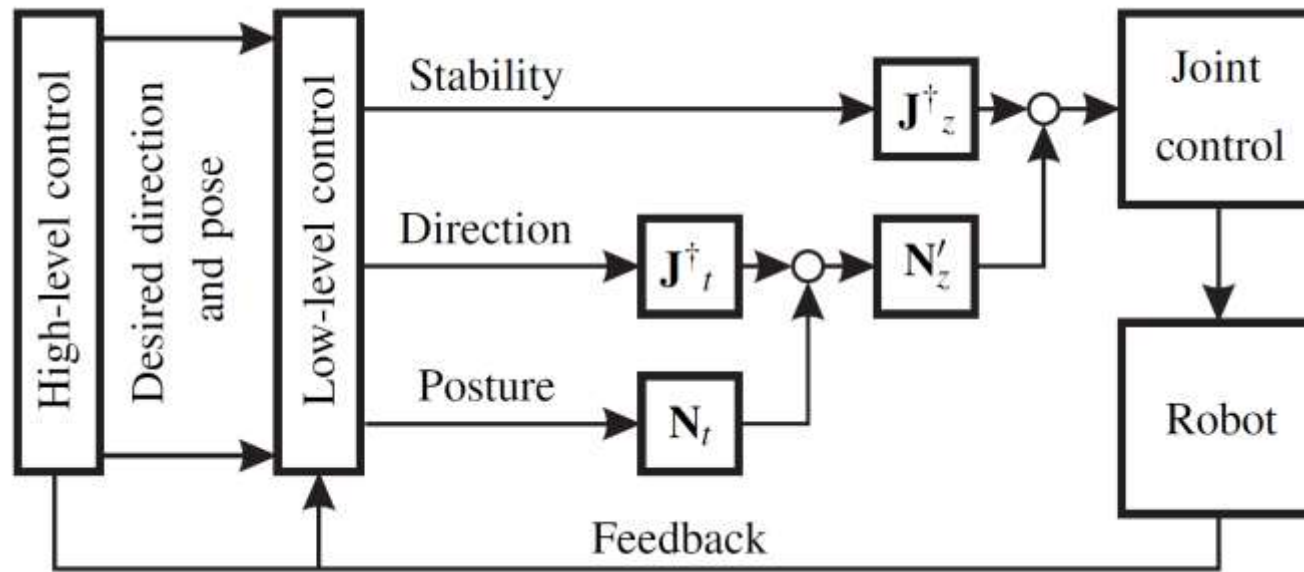 High-level control
Desired direction
and pose
Low-level control
Stability
J†z
Joint
control
Direction
J†t
N′z
Posture
Nt
Robot
Feedback